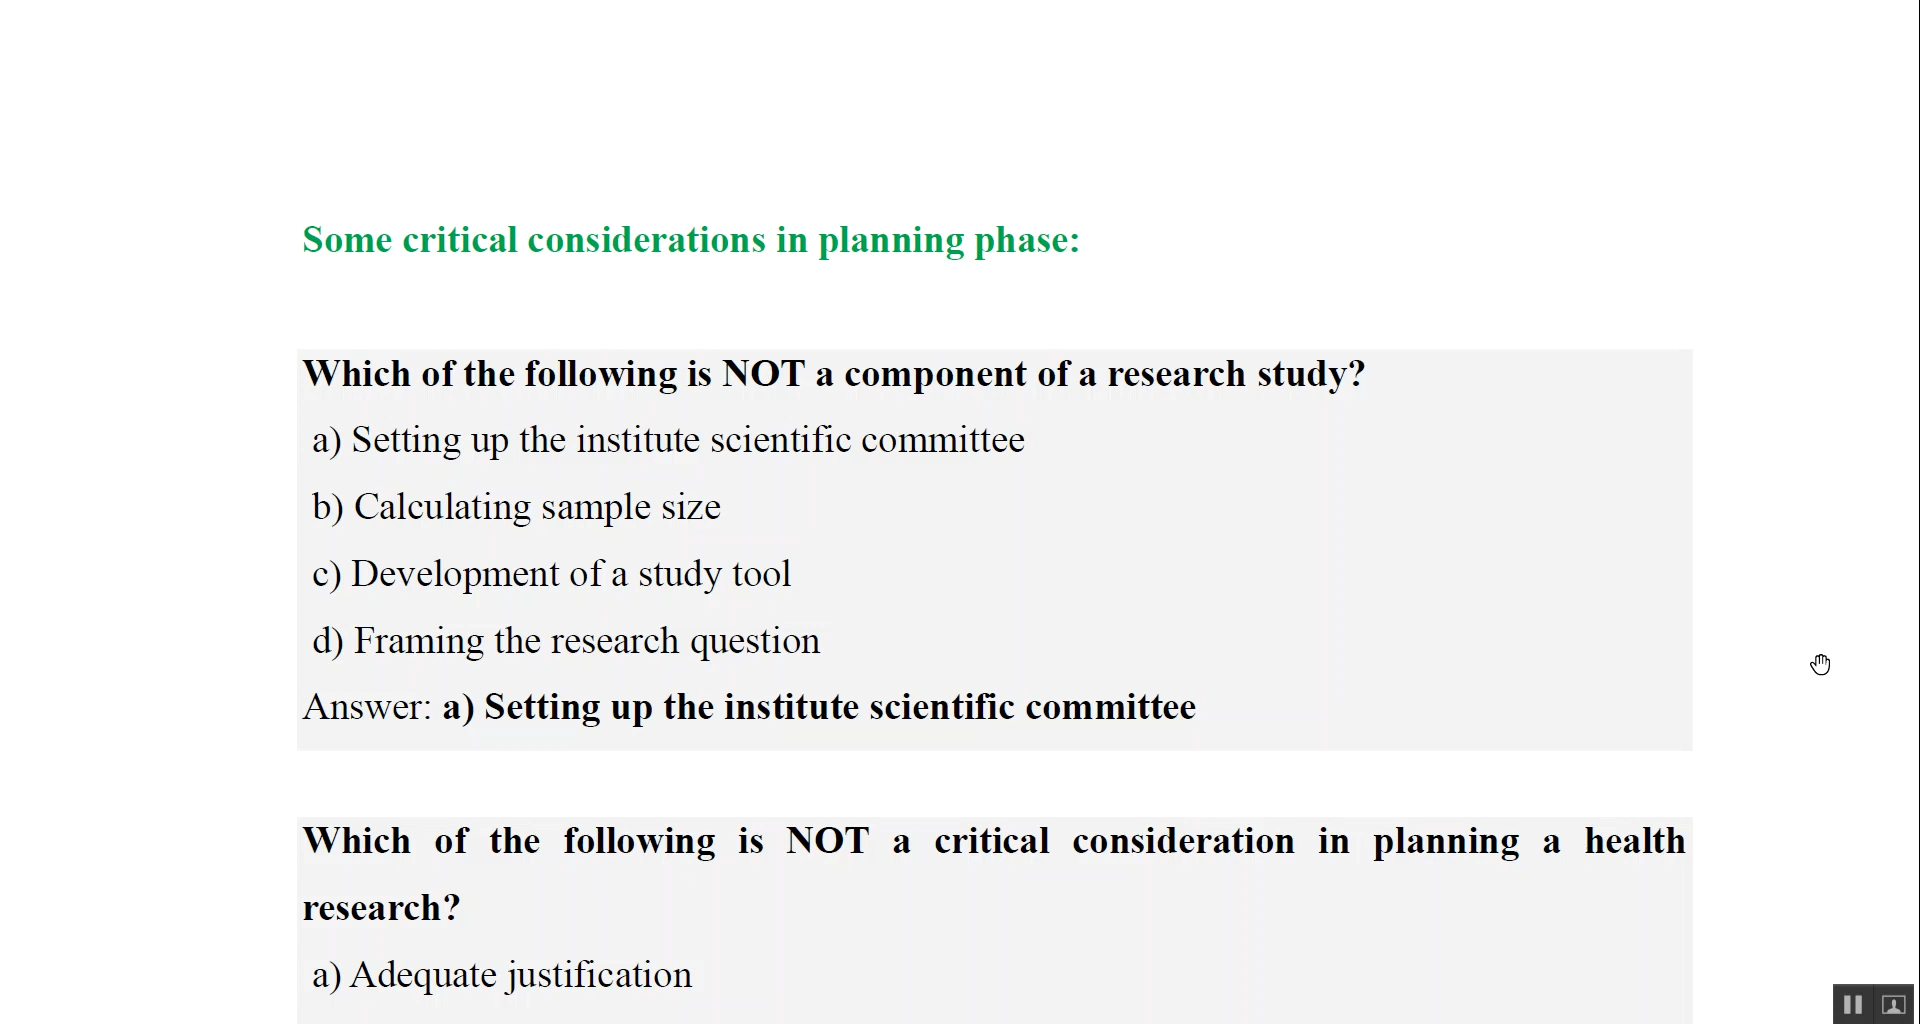 Some critical considerations in planning phase:
Which of the following is NOT a component of a research study?
a) Setting up the institute scientific committee
b) Calculating sample size
c) Development of a study tool
d) Framing the research question
Answer: a) Setting up the institute scientific committee
Which of the following is NOT a critical consideration in planning a health
research?
a) Adequate justification